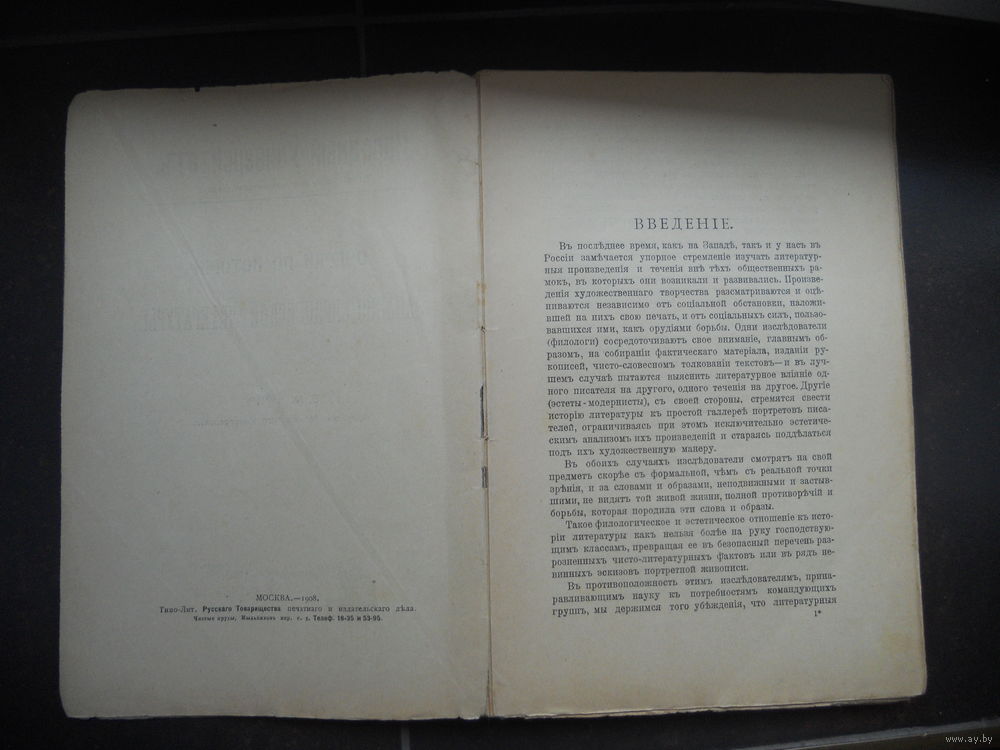 МОСКВА.—1908.
Типо-Лит. Русскаго Товарищества печатнаго и издательскаго дѣла.
Чистые пруды, Мыльников пер., с. д. Телеф. 18-35 и 53-95.
ВВЕДЕНІЕ.
Въ послѣднее время, какъ на Западѣ, такъ и у насъ въ
Россіи замѣчается упорное стремленіе изучать литератур-
ныя произведенія и теченія внѣ тѣхъ общественныхъ ра-
мокъ, въ которыхъ они возникали и развивались. Произве-
денія художественнаго творчества разсматриваются и оцѣ-
ниваются независимо отъ соціальной обстановки, наложи-
вшей на нихъ свою печать, и отъ соціальныхъ силъ, пользо-
вавшихся ими, какъ орудіями борьбы. Одни изслѣдователи
(филологи) сосредоточиваютъ свое вниманіе, главнымъ об-
разомъ, на собираніи фактическаго матеріала, изданіи ру-
кописей, чисто-словесномъ толкованіи текстовъ—и въ луч-
шемъ случаѣ пытаются выяснить литературное вліяніе од-
ного писателя на другого, одного теченія на другое. Другіе
(эстеты-модернисты), съ своей стороны, стремятся свести
исторію литературы къ простой галлереѣ портретовъ писа-
телей, ограничиваясь при этомъ исключительно эстетиче-
скимъ анализомъ ихъ произведеній и стараясь поддѣлаться
подъ ихъ художественную манеру.
Въ обоихъ случаяхъ изслѣдователи смотрятъ на свой
предметъ скорѣе съ формальной, чѣмъ съ реальной точки
зрѣнія, и за словами и образами, неподвижными и застыв-
шими, не видятъ той живой жизни, полной противорѣчій и
борьбы, которая породила эти слова и образы.
Такое филологическое и эстетическое отношеніе къ исто-
ріи литературы какъ нельзя болѣе на руку господствую-
щимъ классамъ, превращая ее въ безопасный перечень раз-
розненныхъ чисто-литературныхъ фактовъ или въ рядъ не-
винныхъ эскизовъ портретной живописи.
Въ противоположность этимъ изслѣдователямъ, прина-
равливающимъ науку къ потребностямъ командующихъ
группъ, мы держимся того убѣжденія, что литературныя
1*
www.ay.by